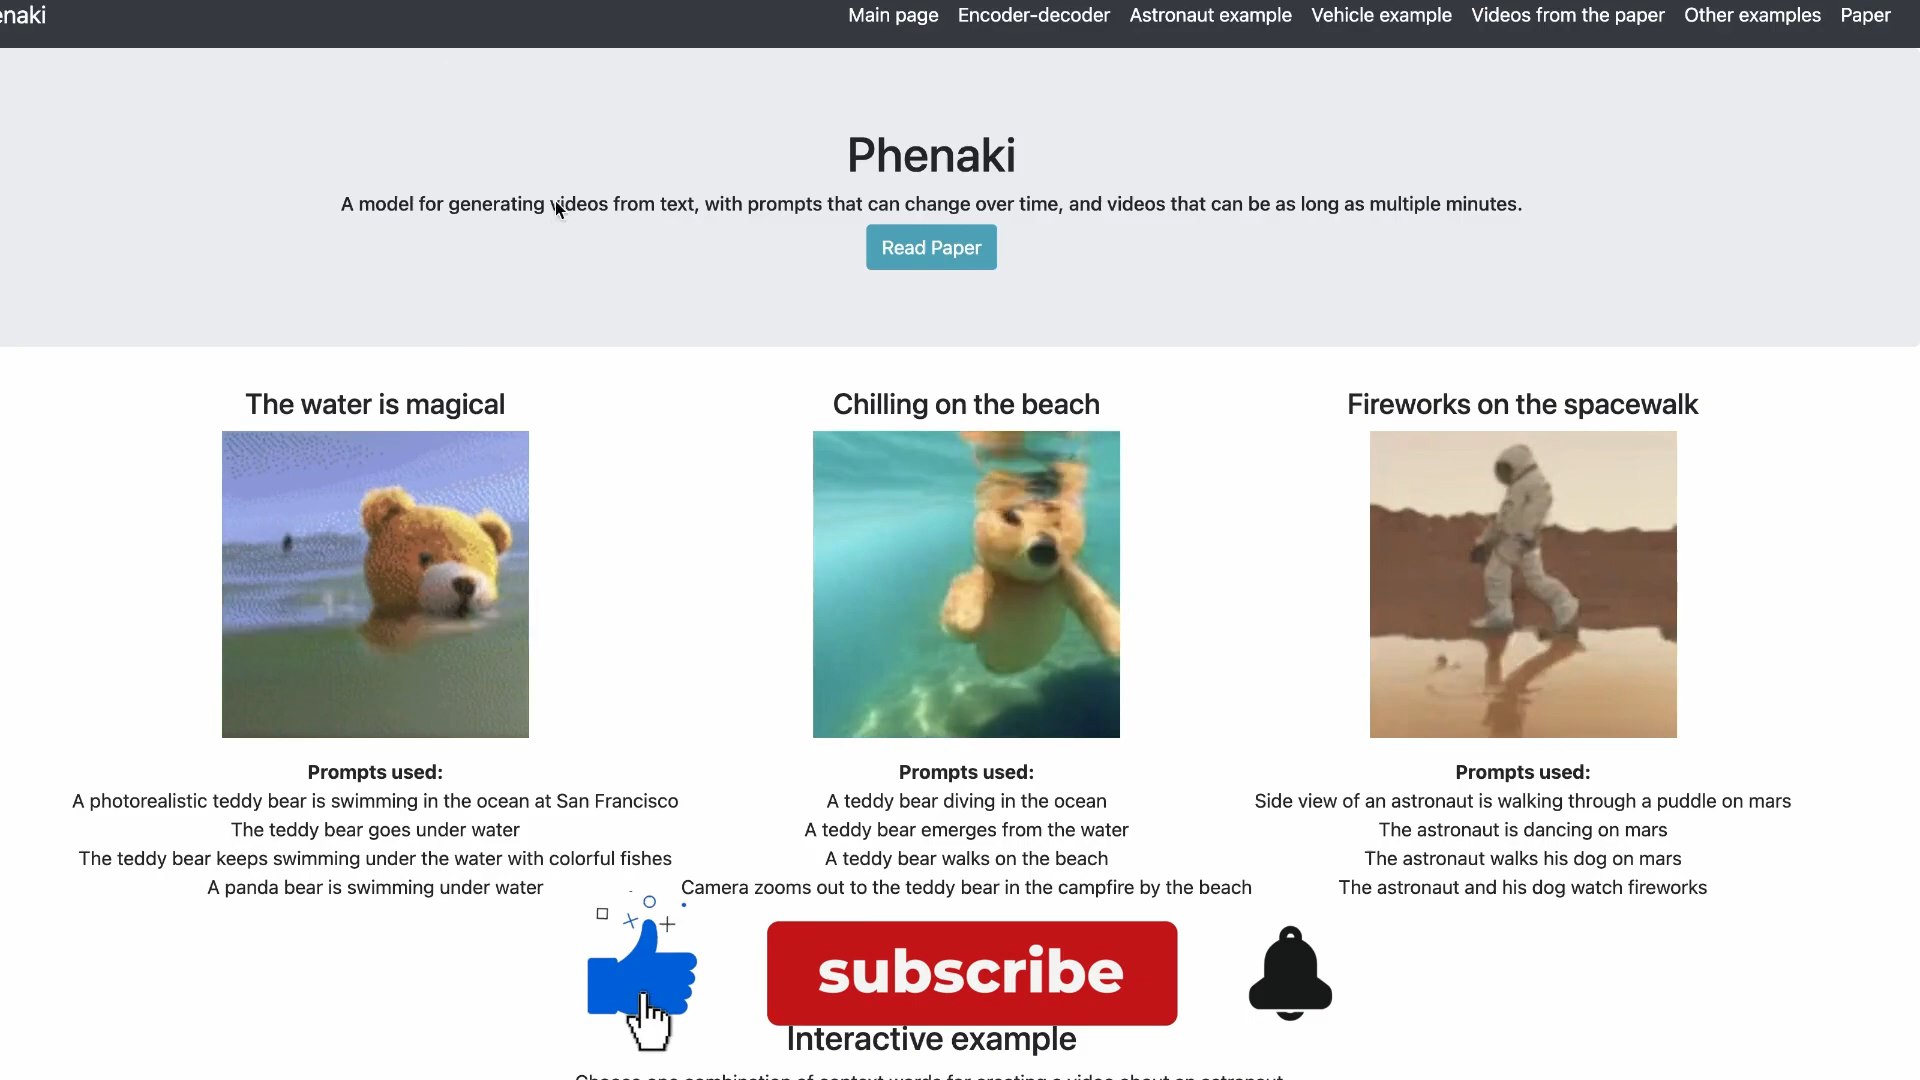 enaki
Main page Encoder-decoder Astronaut example Vehicle example Videos from the paper Other examples Paper
Phenaki
A model for generating videos from text, with prompts that can change over time, and videos that can be as long as multiple minutes.
Read Paper
The water is magical
Prompts used:
A photorealistic teddy bear is swimming in the ocean at San Francisco
The teddy bear goes under water
The teddy bear keeps swimming under the water with colorful fishes
A panda bear is swimming under water
Chilling on the beach
Prompts used:
A teddy bear diving in the ocean
A teddy bear emerges from the water
A teddy bear walks on the beach
Camera zooms out to the teddy bear in the campfire by the beach
Fireworks on the spacewalk
Prompts used:
Side view of an astronaut is walking through a puddle on mars
The astronaut is dancing on mars
The astronaut walks his dog on mars
The astronaut and his dog watch fireworks
subscribe
Interactive example